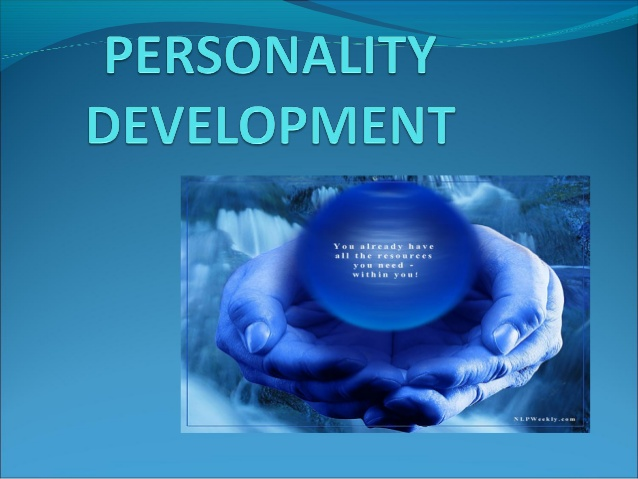 PERSONALITY
DEVELOPMENT
You already have
all the resources
you need -
within you!
NLPWeekly.com